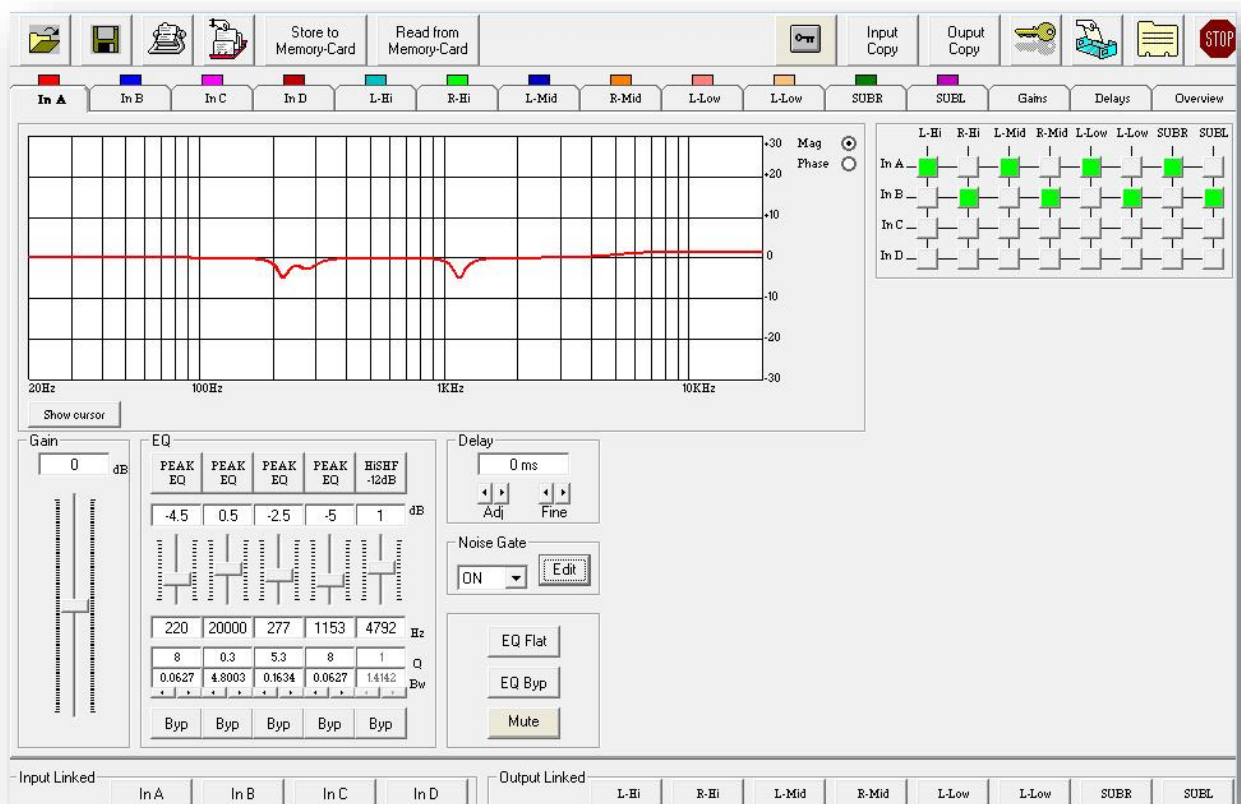 Store to Memory-Card
Read from Memory-Card
Input Copy
Ouput Copy
STOP
In A In B In C In D L-Hi R-Hi L-Mid R-Mid L-Low L-Low SUBR SUBL Gains Delays Overview
+30
+20
+10
0
-10
-20
-30
20Hz 100Hz 1KHz 10KHz
Mag
Phase
Show cursor
L-Hi R-Hi L-Mid R-Mid L-Low L-Low SUBR SUBL
In A
In B
In C
In D
Gain
0 dB
EQ
PEAK EQ PEAK EQ PEAK EQ PEAK EQ HiSHF -12dB
-4.5 0.5 -2.5 -5 1 dB
220 20000 277 1153 4792 Hz
8 0.3 5.3 8 1 Q
0.0627 4.8003 0.1634 0.0627 1.4142 Bw
Byp Byp Byp Byp Byp
Delay
0 ms
Adj Fine
Noise Gate
ON Edit
EQ Flat
EQ Byp
Mute
Input Linked
In A In B In C In D
Output Linked
L-Hi R-Hi L-Mid R-Mid L-Low L-Low SUBR SUBL